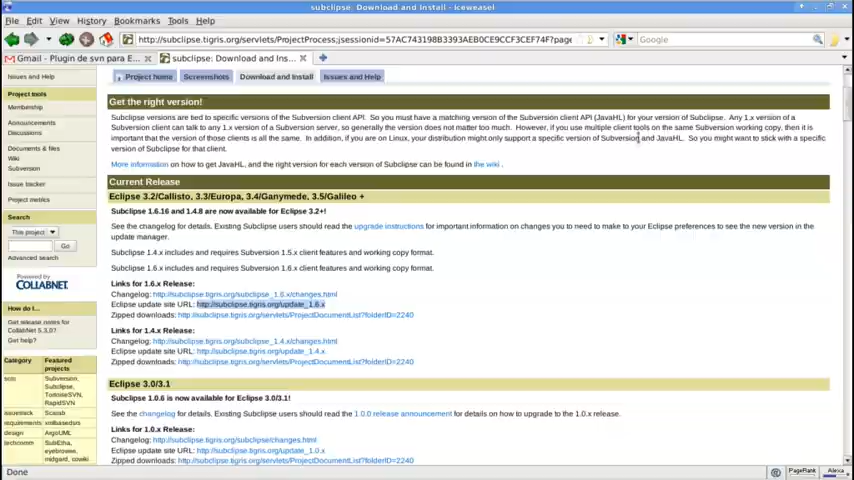 subclipse: Download and Install - Iceweasel
File Edit View History Bookmarks Tools Help
http://subclipse.tigris.org/servlets/ProjectProcess;jsessionid=57AC743198B3393AEB0CE9CCF3CEF74F?page
Google
Gmail - Plugin de svn para E...
subclipse: Download and Ins...
Issues and Help
Project home
Screenshots
Download and Install
Issues and Help
Project tools
Membership
Announcements
Discussions
Documents & files
Wiki
Subversion
Issue tracker
Project metrics
Search
This project
Go
Advanced search
Powered by
COLLABNET
How do I...
Get release notes for
CollabNet 5.3.0?
Get help?
Category Featured projects
Subversion,
Subclipse,
TortoiseSVN,
RapidSVN
issuetrack Scarab
requirements xmlbasedsrs
design ArgoUML
techcomm SubEtha,
eyebrowse,
midgard, cowiki
Get the right version!
Subclipse versions are tied to specific versions of the Subversion client API. So you must have a matching version of the Subversion client API (JavaHL) for your version of Subclipse. Any 1.x version of a
Subversion client can talk to any 1.x version of a Subversion server, so generally the version does not matter too much. However, if you use multiple client tools on the same Subversion working copy, then it is
important that the version of those clients is all the same. In addition, if you are on Linux, your distribution might only support a specific version of Subversion and JavaHL. So you might want to stick with a specific
version of Subclipse for that client.
More information on how to get JavaHL, and the right version for each version of Subclipse can be found in the wiki .
Current Release
Eclipse 3.2/Callisto, 3.3/Europa, 3.4/Ganymede, 3.5/Galileo +
Subclipse 1.6.16 and 1.4.8 are now available for Eclipse 3.2+!
See the changelog for details. Existing Subclipse users should read the upgrade instructions for important information on changes you need to make to your Eclipse preferences to see the new version in the
update manager.
Subclipse 1.4.x includes and requires Subversion 1.5.x client features and working copy format.
Subclipse 1.6.x includes and requires Subversion 1.6.x client features and working copy format.
Links for 1.6.x Release:
Changelog: http://subclipse.tigris.org/subclipse_1.6.x/changes.html
Eclipse update site URL: http://subclipse.tigris.org/update_1.6.x
Zipped downloads: http://subclipse.tigris.org/servlets/ProjectDocumentList?folderID=2240
Links for 1.4.x Release:
Changelog: http://subclipse.tigris.org/subclipse_1.4.x/changes.html
Eclipse update site URL: http://subclipse.tigris.org/update_1.4.x
Zipped downloads: http://subclipse.tigris.org/servlets/ProjectDocumentList?folderID=2240
Eclipse 3.0/3.1
Subclipse 1.0.6 is now available for Eclipse 3.0/3.1!
See the changelog for details. Existing Subclipse users should read the 1.0.0 release announcement for details on how to upgrade to the 1.0.x release.
Links for 1.0.x Release:
Changelog: http://subclipse.tigris.org/subclipse/changes.html
Eclipse update site URL: http://subclipse.tigris.org/update_1.0.x
Zipped downloads: http://subclipse.tigris.org/servlets/ProjectDocumentList?folderID=2240
Done
PageRank
Alexa